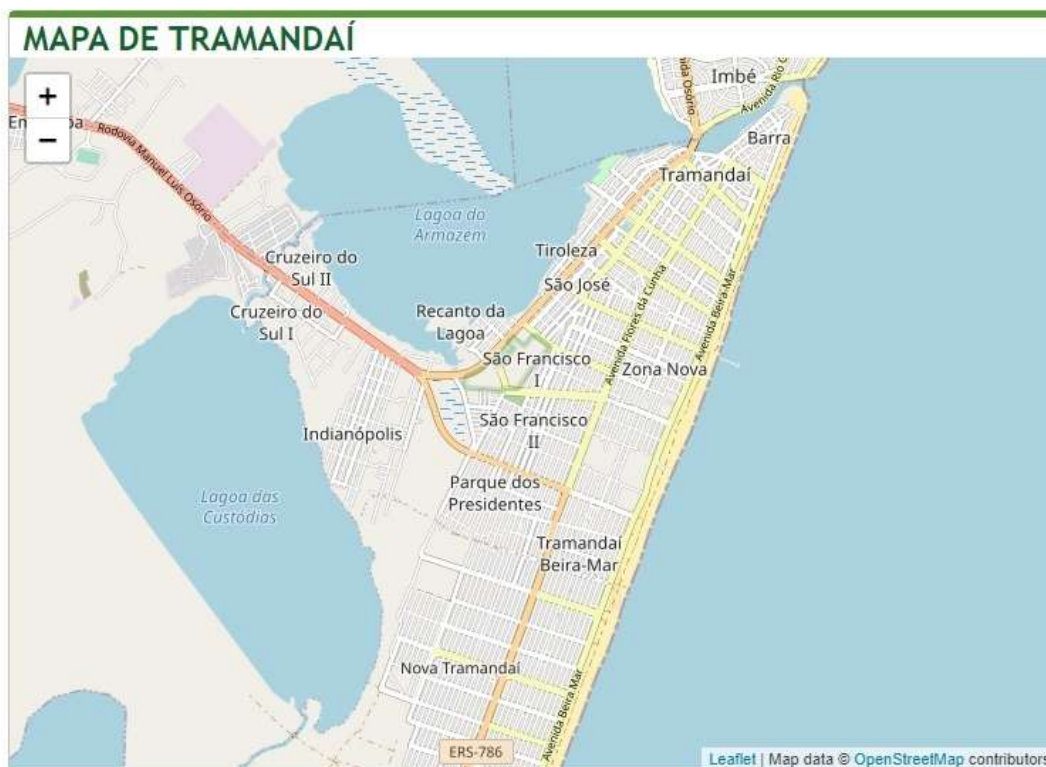 MAPA DE TRAMANDAÍ
+
−
Imbé
Avenida Rio
Barra
Rodovia Manuel Luís Osório
Tramandaí
Lagoa do
Armazém
Tiroleza
Cruzeiro do
Sul II
São José
Avenida Flores da Cunha
Avenida Beira-Mar
Cruzeiro do
Sul I
Recanto da
Lagoa
São Francisco
I
Zona Nova
Indianópolis
São Francisco
II
Lagoa das
Custódias
Parque dos
Presidentes
Tramandaí
Beira-Mar
Nova Tramandaí
Avenida Beira Mar
ERS-786
Leaflet | Map data © OpenStreetMap contributors